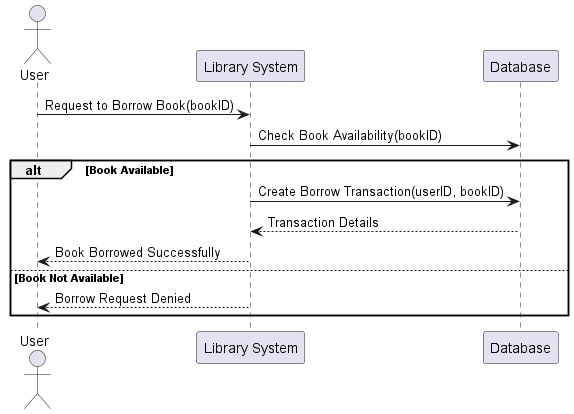 User
Library System
Database
Request to Borrow Book(bookID)
Check Book Availability(bookID)
alt
[Book Available]
Create Borrow Transaction(userID, bookID)
Transaction Details
Book Borrowed Successfully
[Book Not Available]
Borrow Request Denied
User
Library System
Database